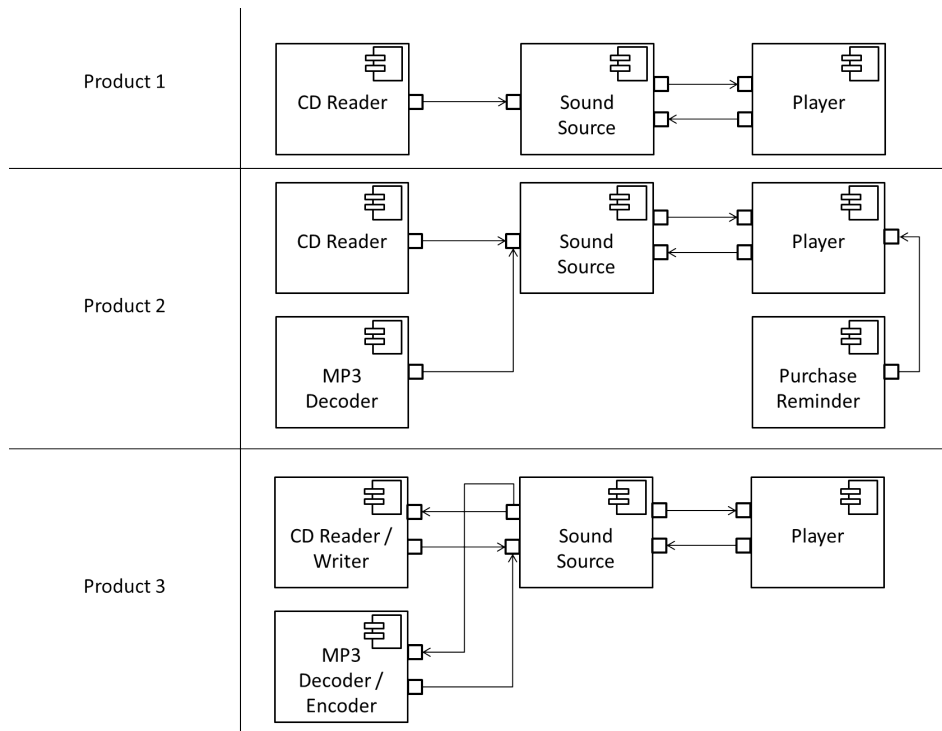 Product 1
CD Reader
Sound
Source
Player
Product 2
CD Reader
Sound
Source
Player
MP3
Decoder
Purchase
Reminder
Product 3
CD Reader /
Writer
Sound
Source
Player
MP3
Decoder /
Encoder